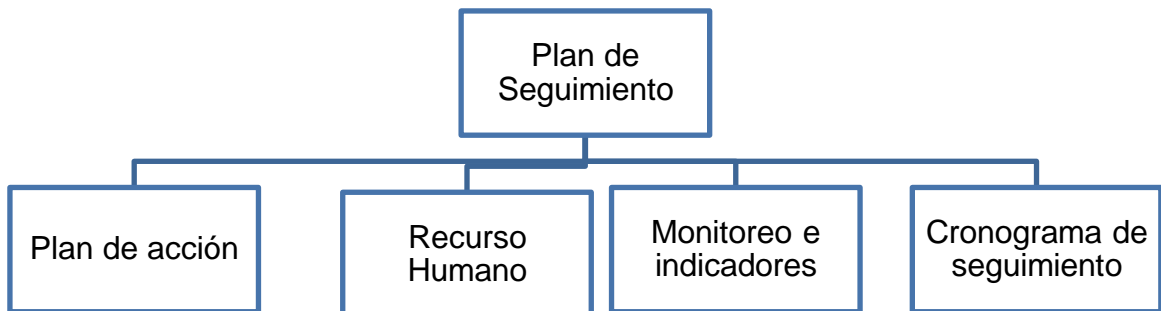 Plan de
Seguimiento
Plan de acción
Recurso
Humano
Monitoreo e
indicadores
Cronograma de
seguimiento